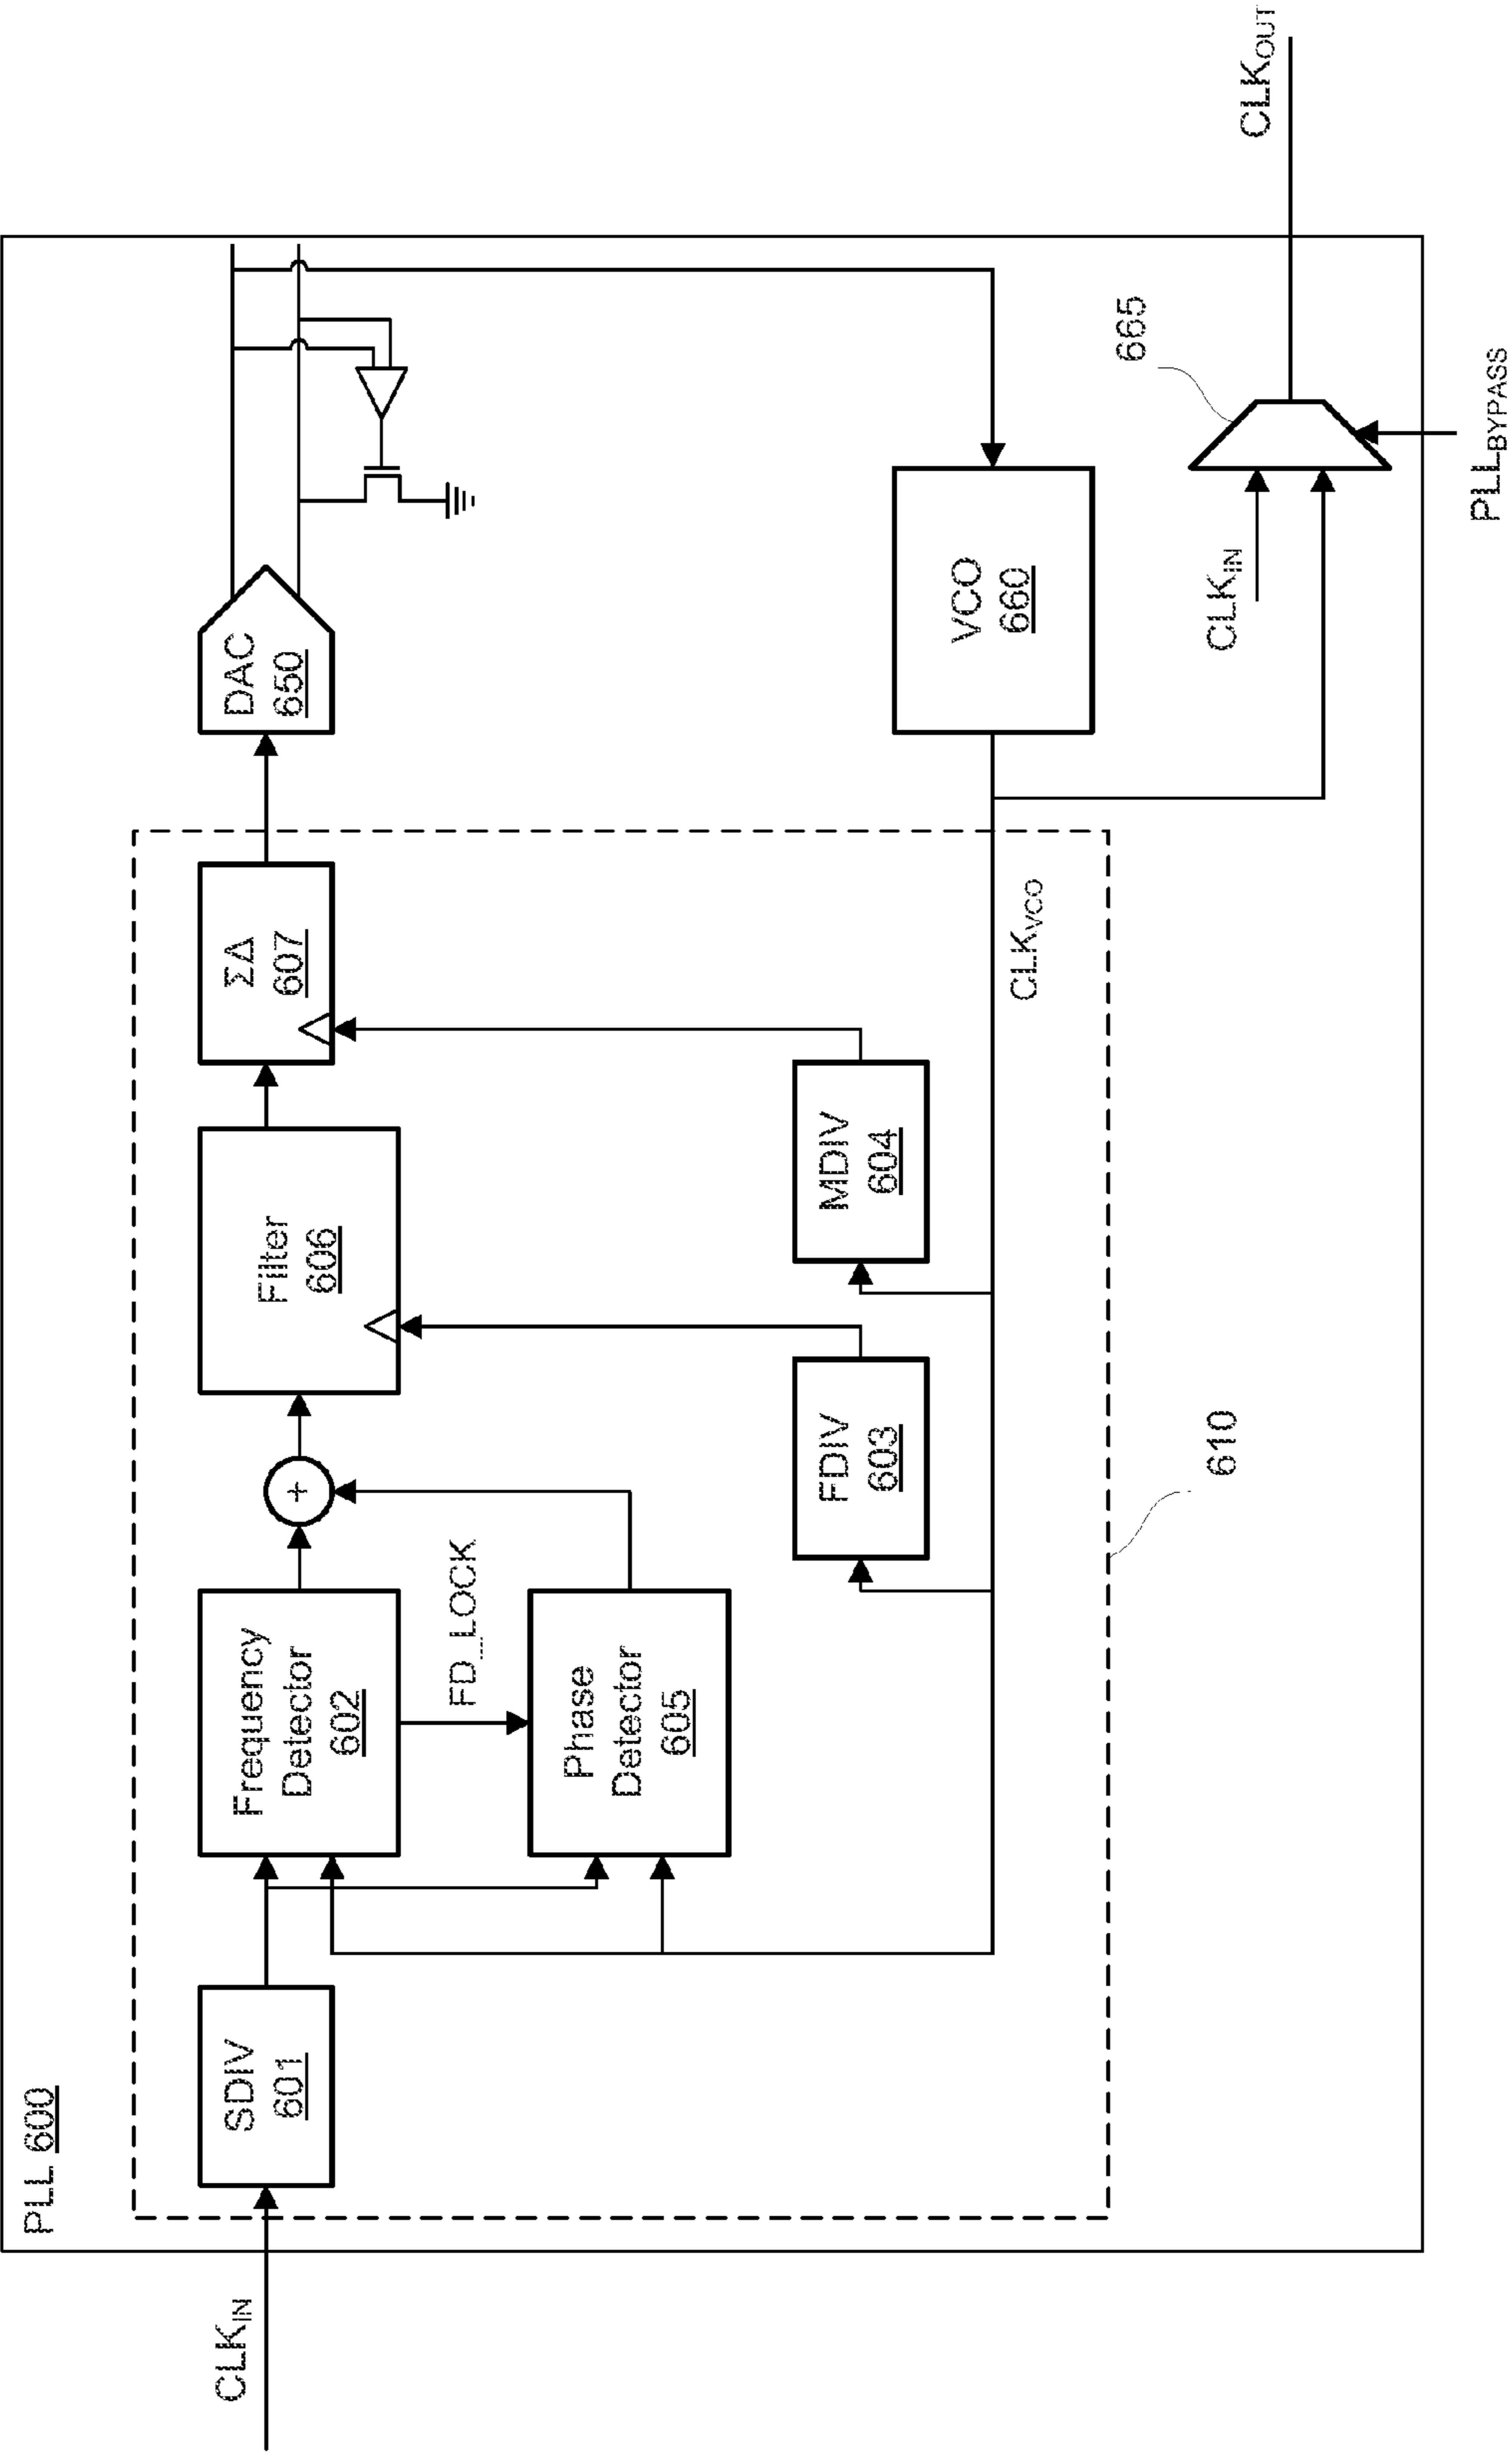 PLL 600
CLKIN
SDIV
601
Frequency
Detector
602
FD_LOCK
Phase
Detector
605
+
Filter
606
ΣΔ
607
DAC
650
FDIV
603
MDIV
604
CLKVCO
610
VCO
660
CLKIN
665
PLLBYPASS
CLKOUT